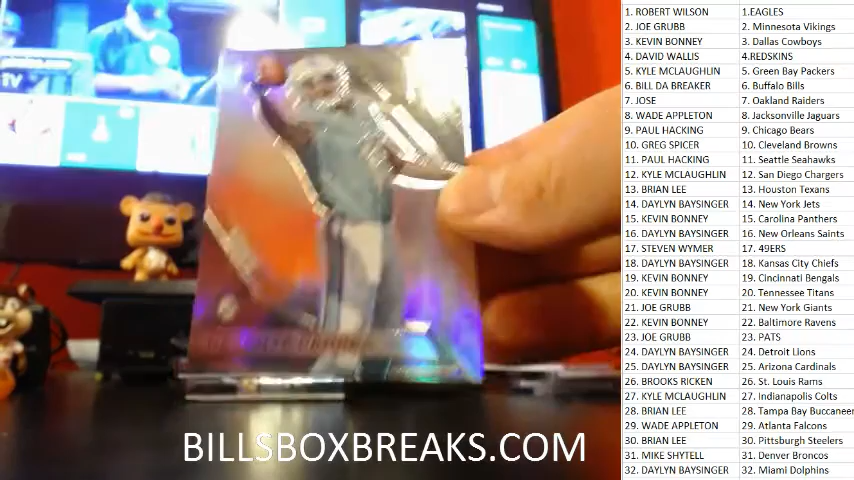 1. ROBERT WILSON 1.EAGLES
2. JOE GRUBB 2. Minnesota Vikings
3. KEVIN BONNEY 3. Dallas Cowboys
4. DAVID WALLIS 4.REDSKINS
5. KYLE MCLAUGHLIN 5. Green Bay Packers
6. BILL DA BREAKER 6. Buffalo Bills
7. JOSE 7. Oakland Raiders
8. WADE APPLETON 8. Jacksonville Jaguars
9. PAUL HACKING 9. Chicago Bears
10. GREG SPICER 10. Cleveland Browns
11. PAUL HACKING 11. Seattle Seahawks
12. KYLE MCLAUGHLIN 12. San Diego Chargers
13. BRIAN LEE 13. Houston Texans
14. DAYLYN BAYSINGER 14. New York Jets
15. KEVIN BONNEY 15. Carolina Panthers
16. DAYLYN BAYSINGER 16. New Orleans Saints
17. STEVEN WYMER 17. 49ERS
18. DAYLYN BAYSINGER 18. Kansas City Chiefs
19. KEVIN BONNEY 19. Cincinnati Bengals
20. KEVIN BONNEY 20. Tennessee Titans
21. JOE GRUBB 21. New York Giants
22. KEVIN BONNEY 22. Baltimore Ravens
23. JOE GRUBB 23. PATS
24. DAYLYN BAYSINGER 24. Detroit Lions
25. DAYLYN BAYSINGER 25. Arizona Cardinals
26. BROOKS RICKEN 26. St. Louis Rams
27. KYLE MCLAUGHLIN 27. Indianapolis Colts
28. BRIAN LEE 28. Tampa Bay Buccaneer
29. WADE APPLETON 29. Atlanta Falcons
30. BRIAN LEE 30. Pittsburgh Steelers
31. MIKE SHYTELL 31. Denver Broncos
32. DAYLYN BAYSINGER 32. Miami Dolphins
TV
BILLSBOXBREAKS.COM